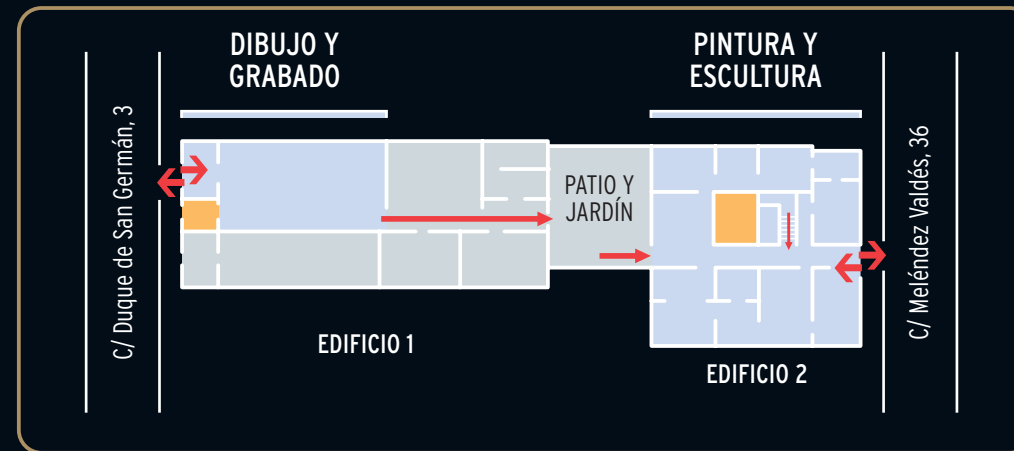 DIBUJO Y
GRABADO
PINTURA Y
ESCULTURA
C/ Duque de San Germán, 3
PATIO Y
JARDÍN
C/ Meléndez Valdés, 36
EDIFICIO 1
EDIFICIO 2